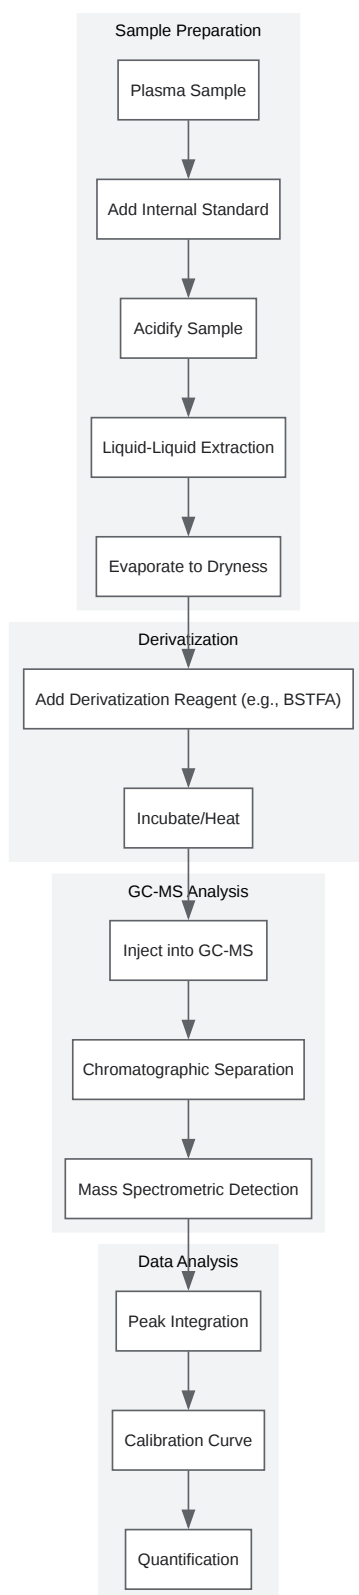 Sample Preparation
Plasma Sample
Add Internal Standard
Acidify Sample
Liquid-Liquid Extraction
Evaporate to Dryness
Derivatization
Add Derivatization Reagent (e.g., BSTFA)
Incubate/Heat
GC-MS Analysis
Inject into GC-MS
Chromatographic Separation
Mass Spectrometric Detection
Data Analysis
Peak Integration
Calibration Curve
Quantification